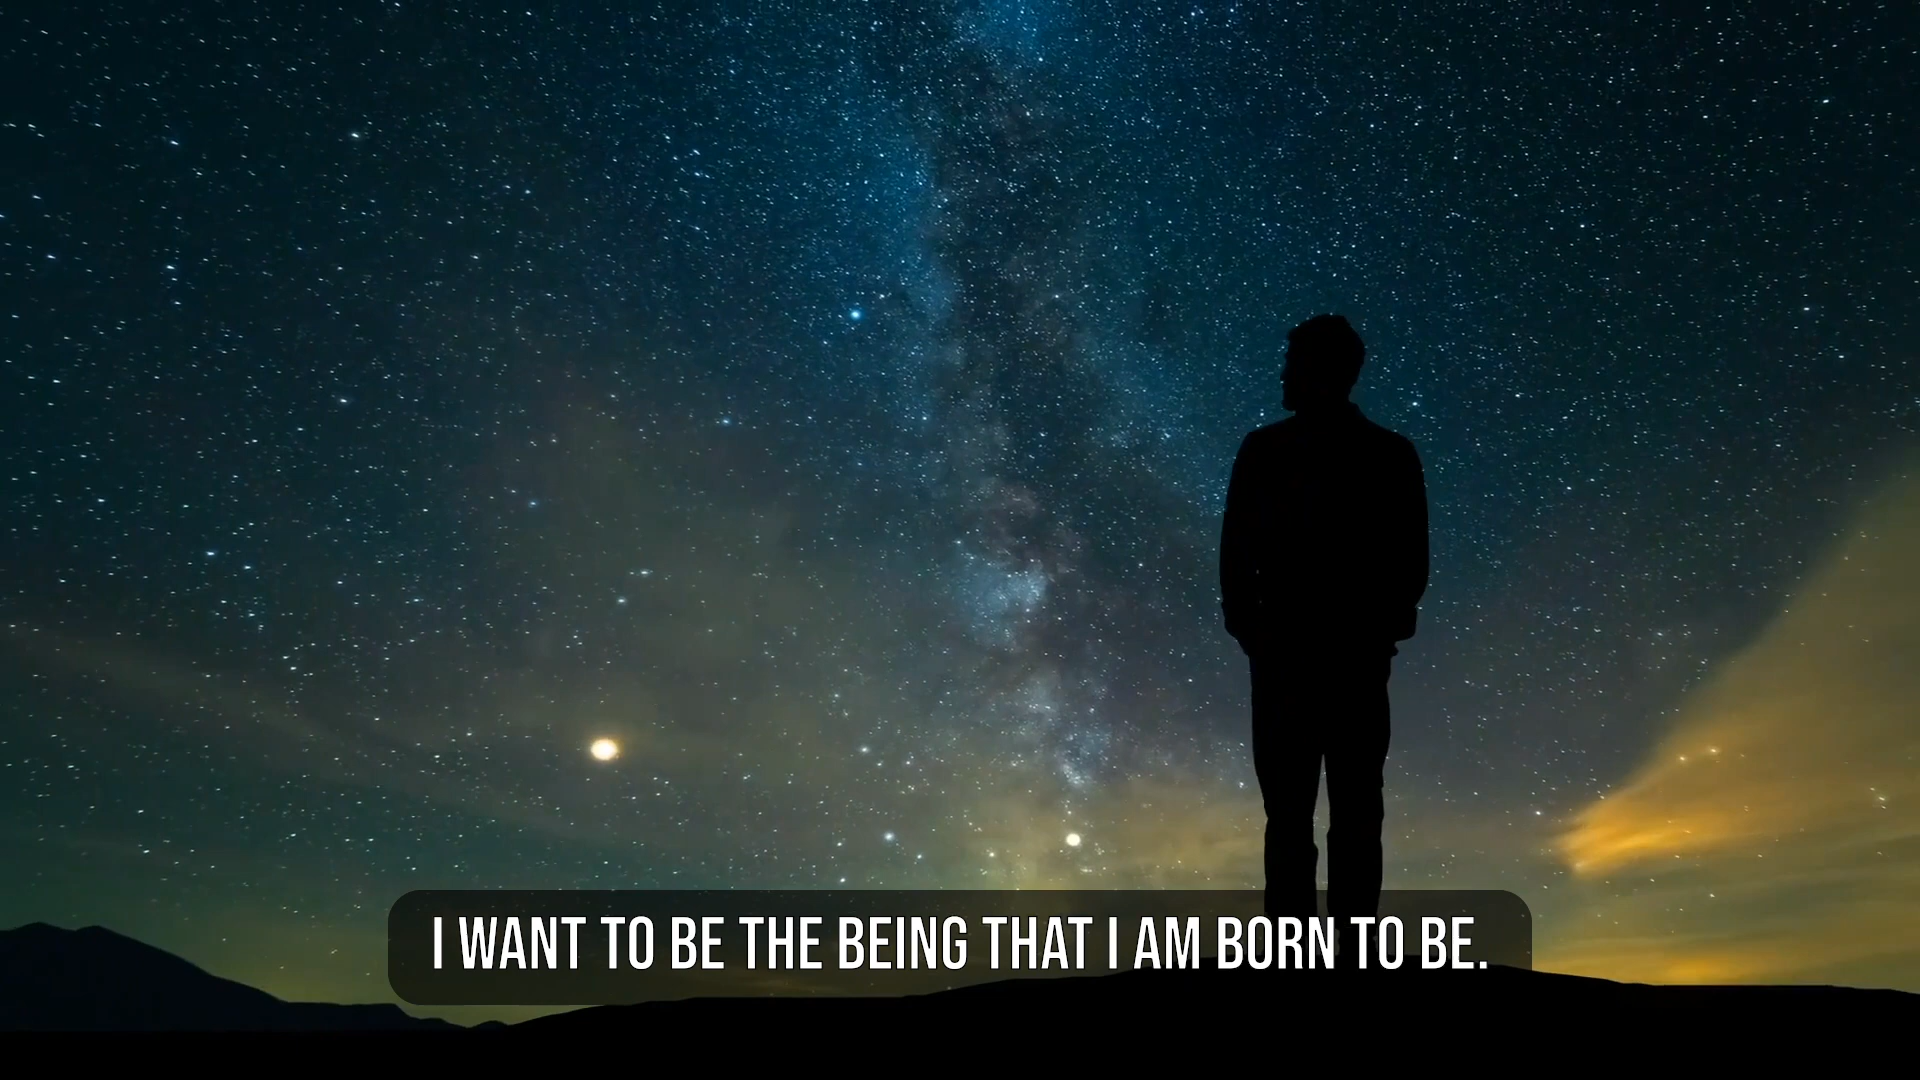 I WANT TO BE THE BEING THAT I AM BORN TO BE.